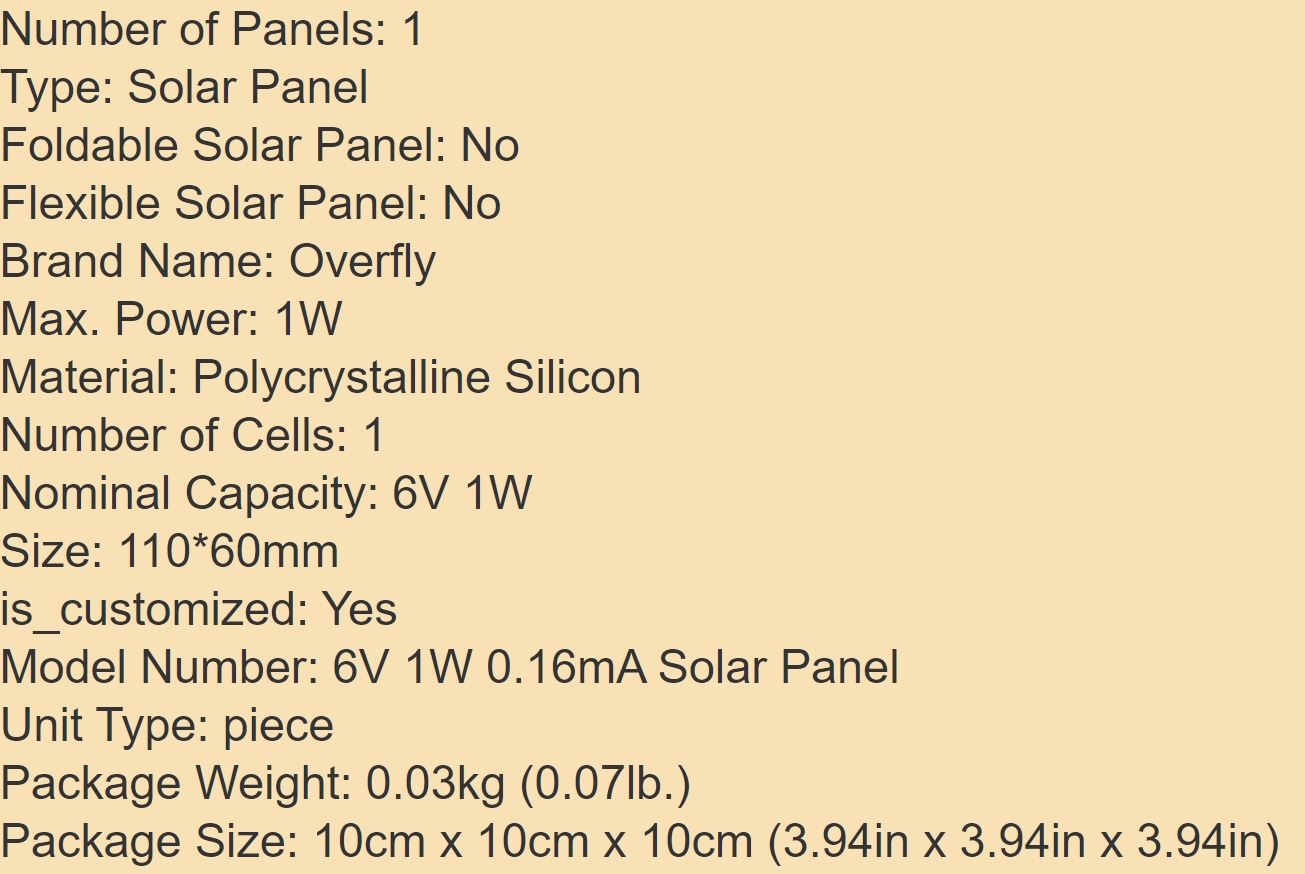 Number of Panels: 1
Type: Solar Panel
Foldable Solar Panel: No
Flexible Solar Panel: No
Brand Name: Overfly
Max. Power: 1W
Material: Polycrystalline Silicon
Number of Cells: 1
Nominal Capacity: 6V 1W
Size: 110*60mm
is_customized: Yes
Model Number: 6V 1W 0.16mA Solar Panel
Unit Type: piece
Package Weight: 0.03kg (0.07lb.)
Package Size: 10cm x 10cm x 10cm (3.94in x 3.94in x 3.94in)